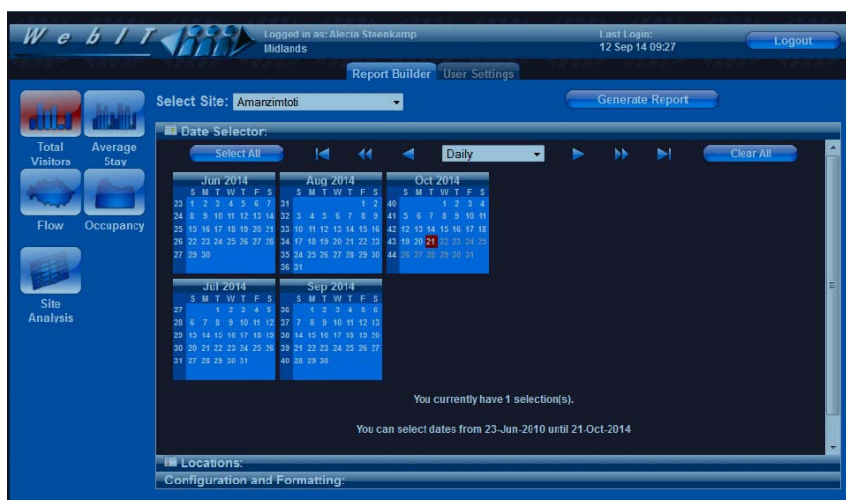 WebIT
Logged in as: Alecia Steenkamp
Midlands
Last Login:
12 Sep 14 09:27
Logout
Report Builder
User Settings
Select Site:
Amanzimtoti
Generate Report
Total
Visitors
Average
Stay
Flow
Occupancy
Site
Analysis
Date Selector:
Select All
Daily
Clear All
Jun 2014
S M T W T F S
23 1 2 3 4 5 6 7
24 8 9 10 11 12 13 14
25 15 16 17 18 19 20 21
26 22 23 24 25 26 27 28
27 29 30
Aug 2014
S M T W T F S
31 1 2
32 3 4 5 6 7 8 9
33 10 11 12 13 14 15 16
34 17 18 19 20 21 22 23
35 24 25 26 27 28 29 30
36 31
Oct 2014
S M T W T F S
40 1 2 3 4
41 5 6 7 8 9 10 11
42 12 13 14 15 16 17 18
43 19 20 21 22 23 24 25
44 26 27 28 29 30 31
Jul 2014
S M T W T F S
27 1 2 3 4 5
28 6 7 8 9 10 11 12
29 13 14 15 16 17 18 19
30 20 21 22 23 24 25 26
31 27 28 29 30 31
Sep 2014
S M T W T F S
36 1 2 3 4 5 6
37 7 8 9 10 11 12 13
38 14 15 16 17 18 19 20
39 21 22 23 24 25 26 27
40 28 29 30
You currently have 1 selection(s).
You can select dates from 23-Jun-2010 until 21-Oct-2014
Locations:
Configuration and Formatting: